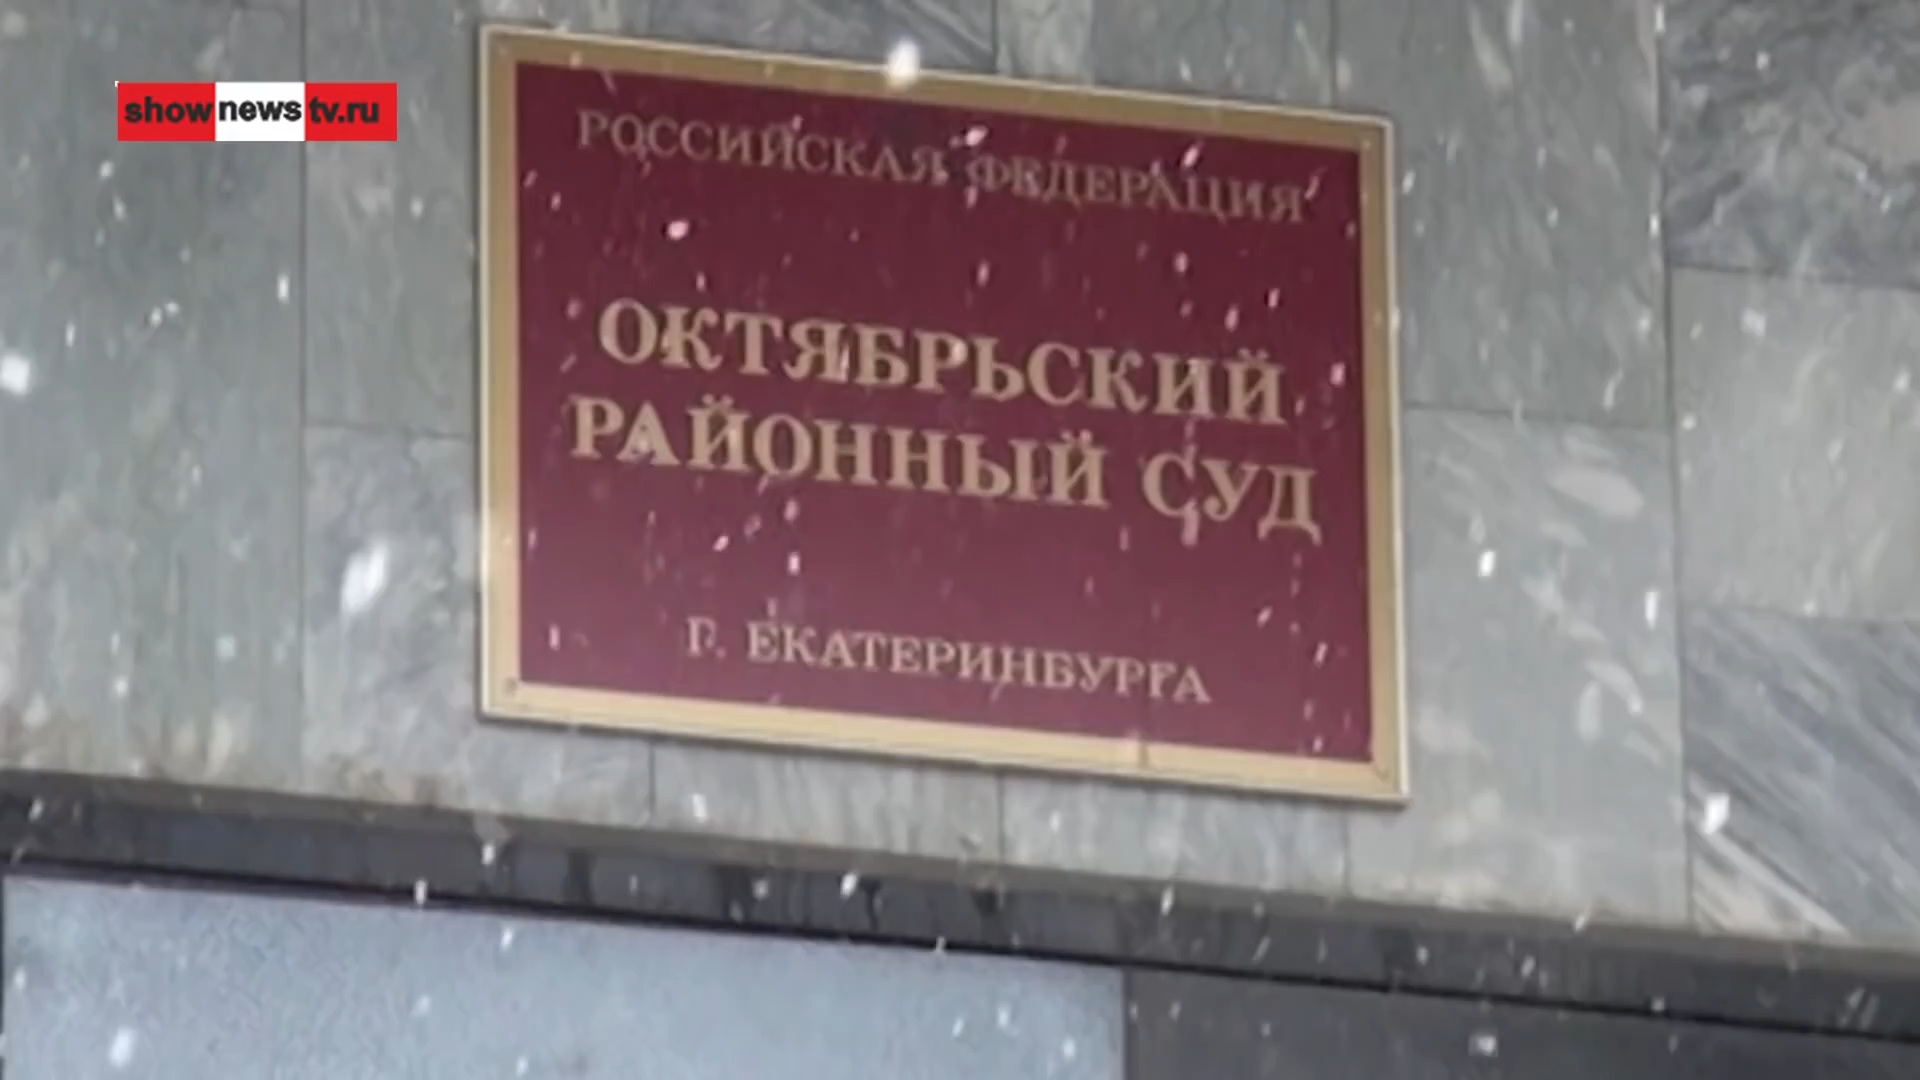 shownewstv.ru
РОССИЙСКАЯ ФЕДЕРАЦИЯ
ОКТЯБРЬСКИЙ
РАЙОННЫЙ СУД
Г. ЕКАТЕРИНБУРГА